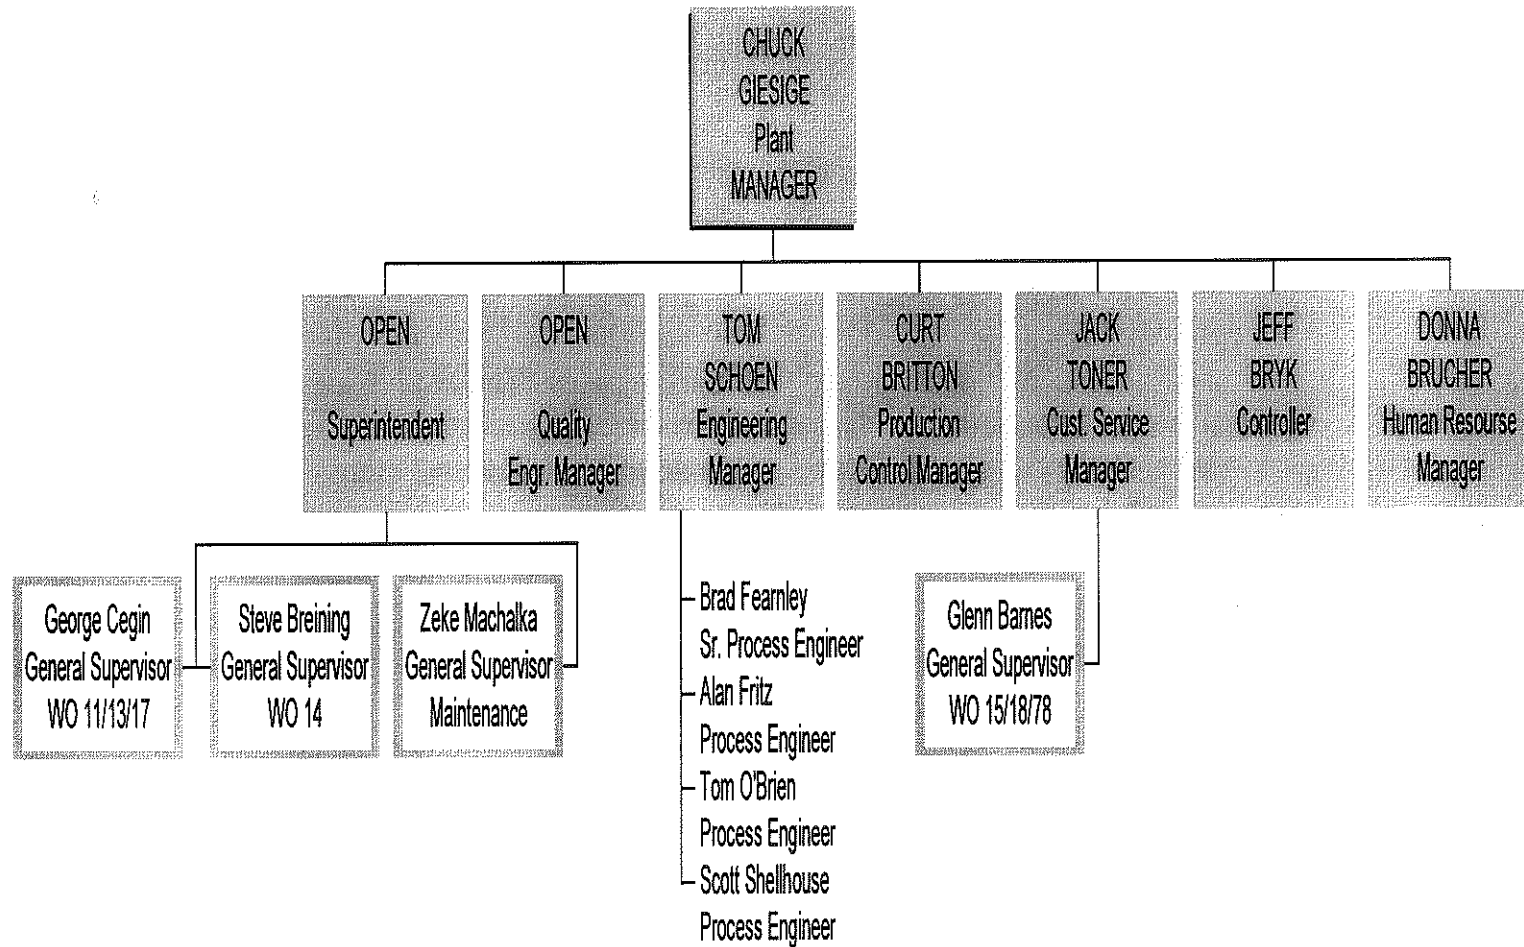 CHUCK
GIESIGE
Plant
MANAGER
OPEN
Superintendent
OPEN
Quality
Engr. Manager
TOM
SCHOEN
Engineering
Manager
CURT
BRITTON
Production
Control Manager
JACK
TONER
Cust. Service
Manager
JEFF
BRYK
Controller
DONNA
BRUCHER
Human Resourse
Manager
George Cegin
General Supervisor
WO 11/13/17
Steve Breining
General Supervisor
WO 14
Zeke Machalka
General Supervisor
Maintenance
Brad Fearnley
Sr. Process Engineer
Alan Fritz
Process Engineer
Tom O'Brien
Process Engineer
Scott Shellhouse
Process Engineer
Glenn Barnes
General Supervisor
WO 15/18/78